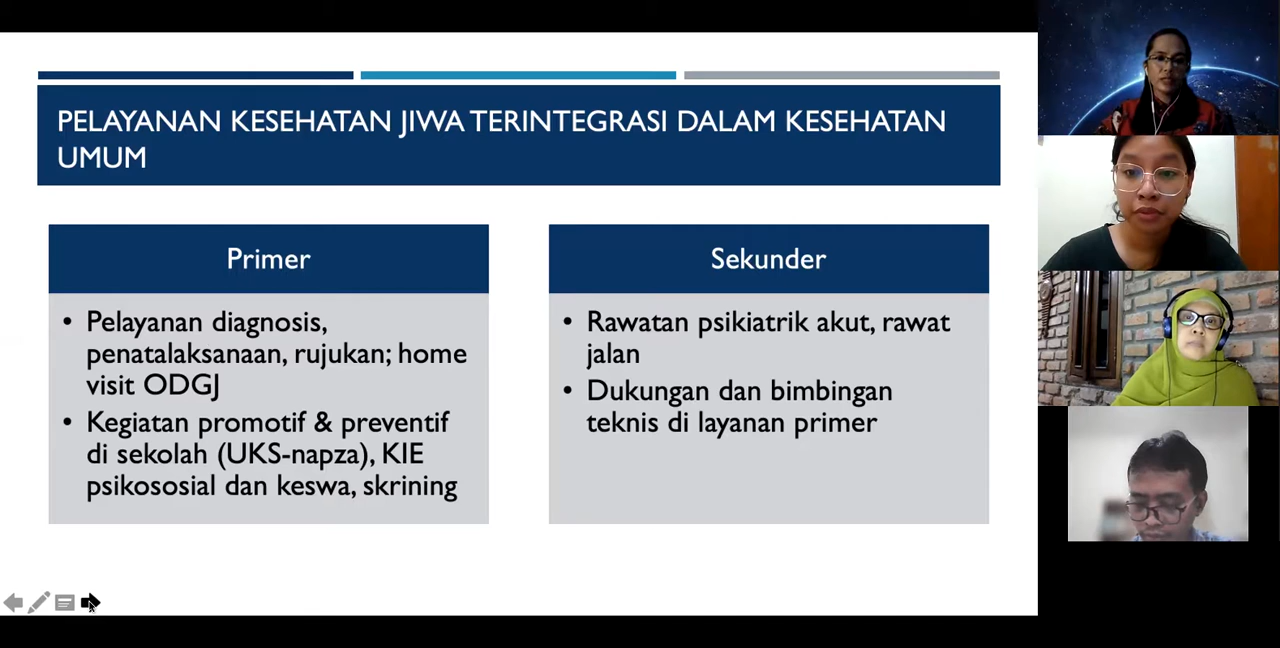 PELAYANAN KESEHATAN JIWA TERINTEGRASI DALAM KESEHATAN
UMUM
Primer
• Pelayanan diagnosis,
penatalaksanaan, rujukan; home
visit ODGJ
• Kegiatan promotif & preventif
di sekolah (UKS-napza), KIE
psikososial dan keswa, skrining
Sekunder
• Rawatan psikiatrik akut, rawat
jalan
• Dukungan dan bimbingan
teknis di layanan primer